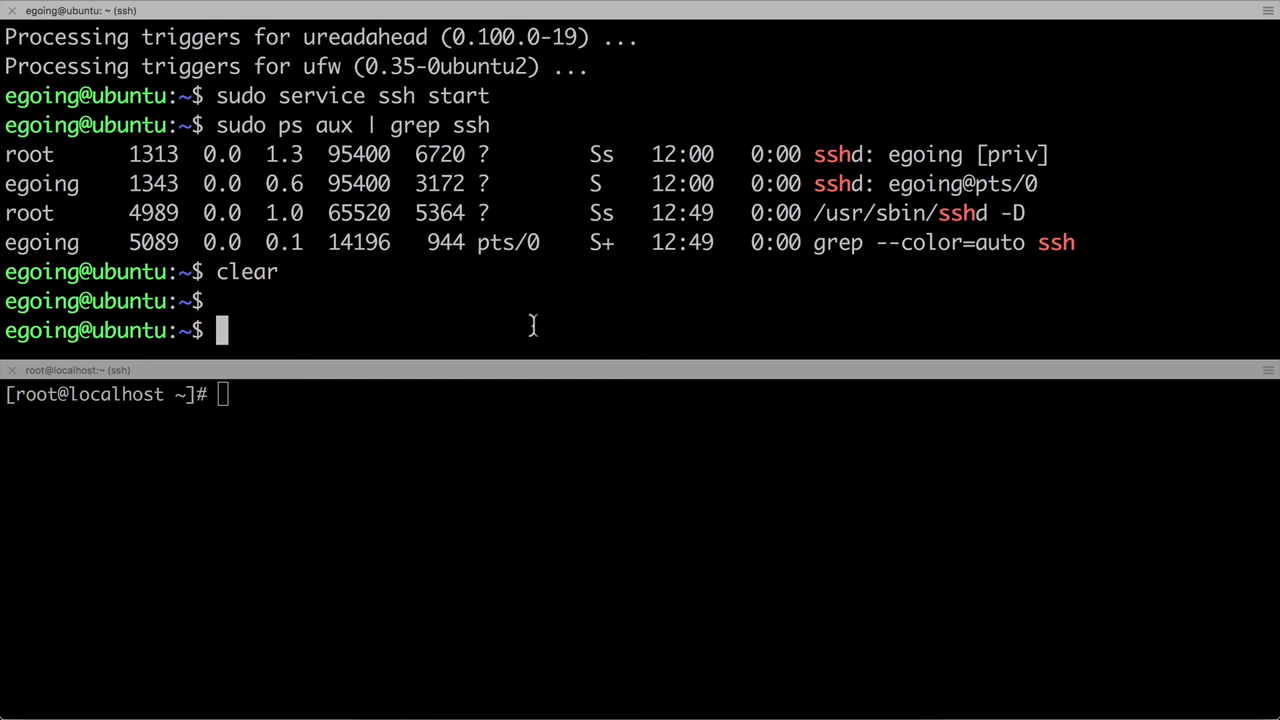 egoing@ubuntu: ~ (ssh)
Processing triggers for ureadahead (0.100.0-19) ...
Processing triggers for ufw (0.35-0ubuntu2) ...
egoing@ubuntu:~$ sudo service ssh start
egoing@ubuntu:~$ sudo ps aux | grep ssh
root 1313 0.0 1.3 95400 6720 ? Ss 12:00 0:00 sshd: egoing [priv]
egoing 1343 0.0 0.6 95400 3172 ? S 12:00 0:00 sshd: egoing@pts/0
root 4989 0.0 1.0 65520 5364 ? Ss 12:49 0:00 /usr/sbin/sshd -D
egoing 5089 0.0 0.1 14196 944 pts/0 S+ 12:49 0:00 grep --color=auto ssh
egoing@ubuntu:~$ clear
egoing@ubuntu:~$
egoing@ubuntu:~$
root@localhost:~ (ssh)
[root@localhost ~]#